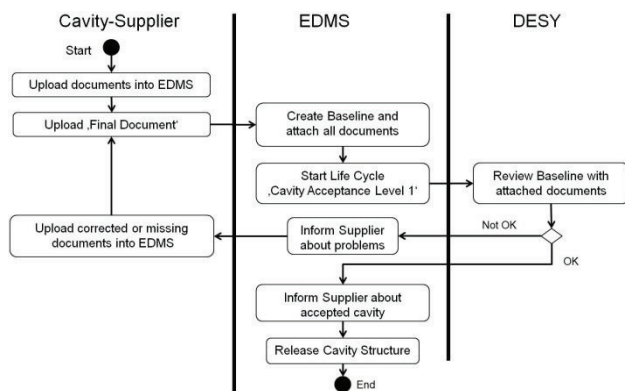 Cavity-Supplier
EDMS
DESY
Start
Upload documents into EDMS
Upload ‚Final Document‘
Create Baseline and
attach all documents
Start Life Cycle
‚Cavity Acceptance Level 1‘
Review Baseline with
attached documents
Not OK
OK
Inform Supplier
about problems
Upload corrected or missing
documents into EDMS
Inform Supplier about
accepted cavity
Release Cavity Structure
End